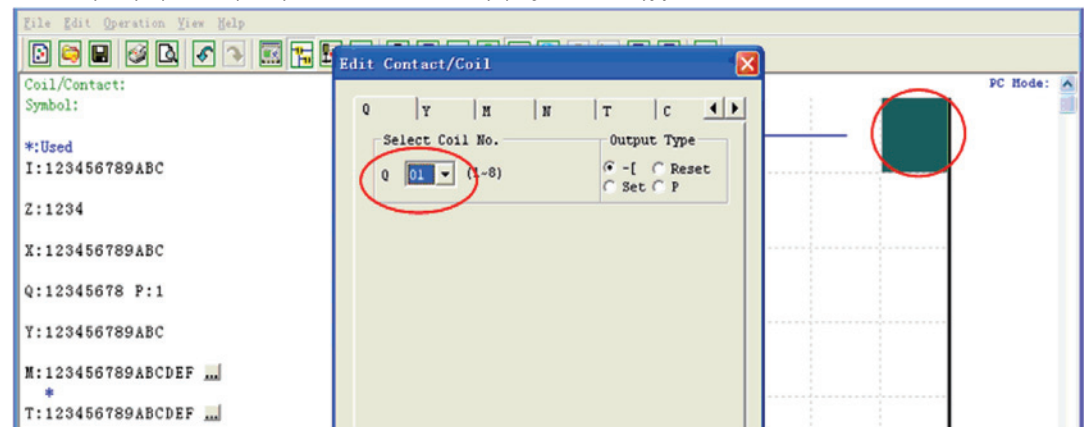 File Edit Operation View Help
Edit Contact/Coil
Coil/Contact:
Symbol:
PC Mode:
Q Y M N T C
Select Coil No.
Output Type
*:Used
I:123456789ABC
Q 01 (1~8)
-[ Reset
Set P
Z:1234
X:123456789ABC
Q:12345678 P:1
Y:123456789ABC
M:123456789ABCDEF ...
*
T:123456789ABCDEF ...